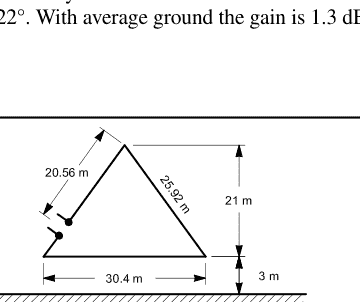 22°. With average ground the gain is 1.3 dB
20.56 m
25.92 m
21 m
30.4 m
3 m